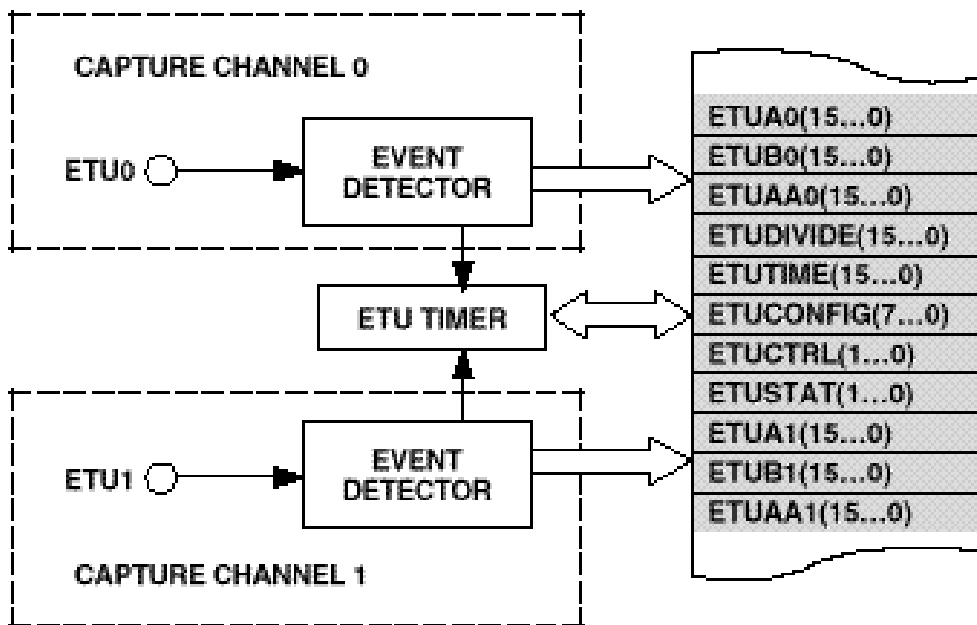 CAPTURE CHANNEL 0
ETU0
EVENT
DETECTOR
ETU TIMER
ETU1
EVENT
DETECTOR
CAPTURE CHANNEL 1
ETUA0(15...0)
ETUB0(15...0)
ETUAA0(15...0)
ETUDIVIDE(15...0)
ETUTIME(15...0)
ETUCONFIG(7...0)
ETUCTRL(1...0)
ETUSTAT(1...0)
ETUA1(15...0)
ETUB1(15...0)
ETUAA1(15...0)